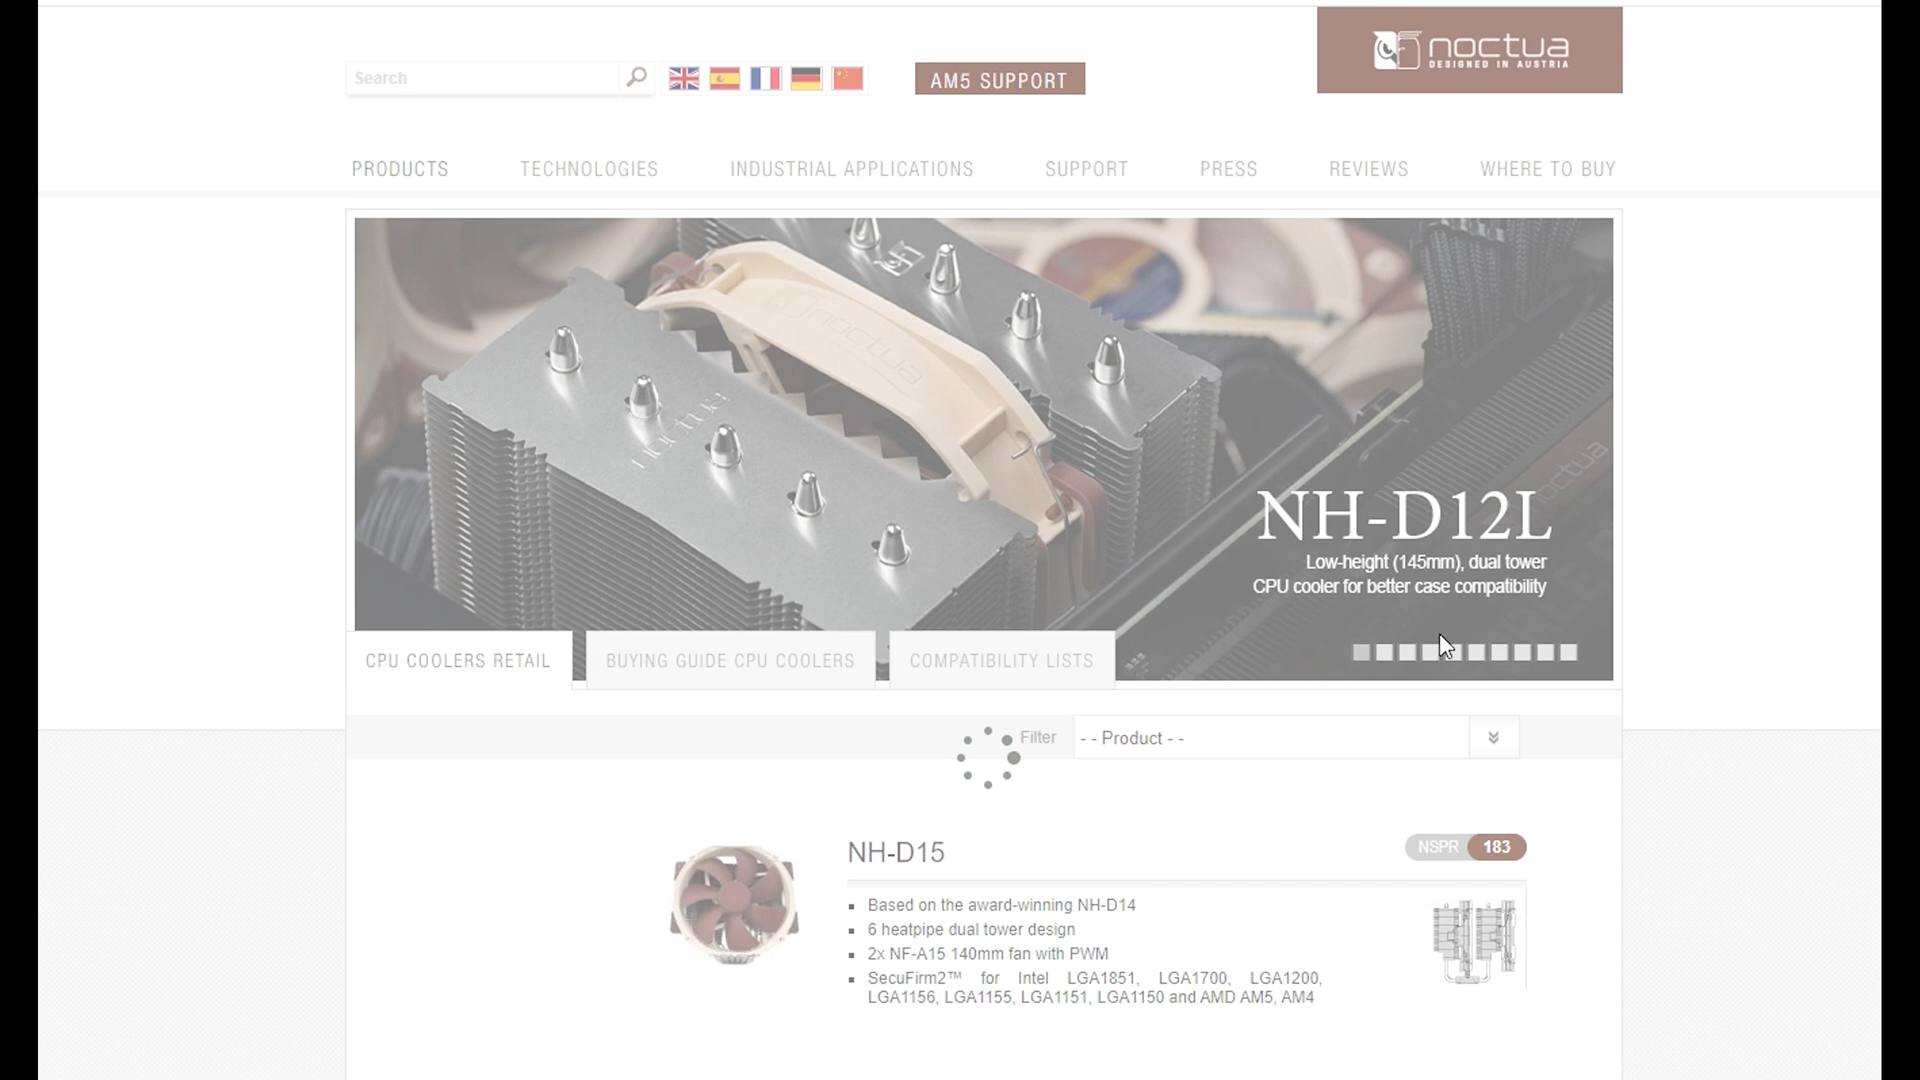 noctua
DESIGNED IN AUSTRIA
Search
AM5 SUPPORT
PRODUCTS
TECHNOLOGIES
INDUSTRIAL APPLICATIONS
SUPPORT
PRESS
REVIEWS
WHERE TO BUY
noctua
noctua
noctua
NH-D12L
Low-height (145mm), dual tower
CPU cooler for better case compatibility
CPU COOLERS RETAIL
BUYING GUIDE CPU COOLERS
COMPATIBILITY LISTS
Filter
- - Product - -
NH-D15
NSPR 183
Based on the award-winning NH-D14
6 heatpipe dual tower design
2x NF-A15 140mm fan with PWM
SecuFirm2™ for Intel LGA1851, LGA1700, LGA1200,
LGA1156, LGA1155, LGA1151, LGA1150 and AMD AM5, AM4